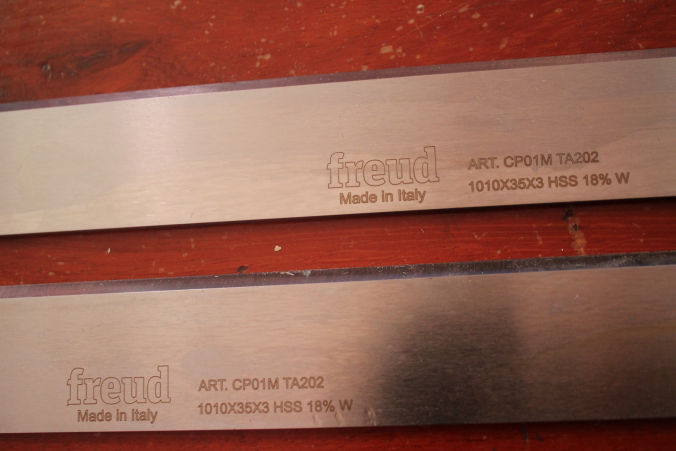 freud
Made in Italy
ART. CP01M TA202
1010X35X3 HSS 18% W
freud
Made in Italy
ART. CP01M TA202
1010X35X3 HSS 18% W